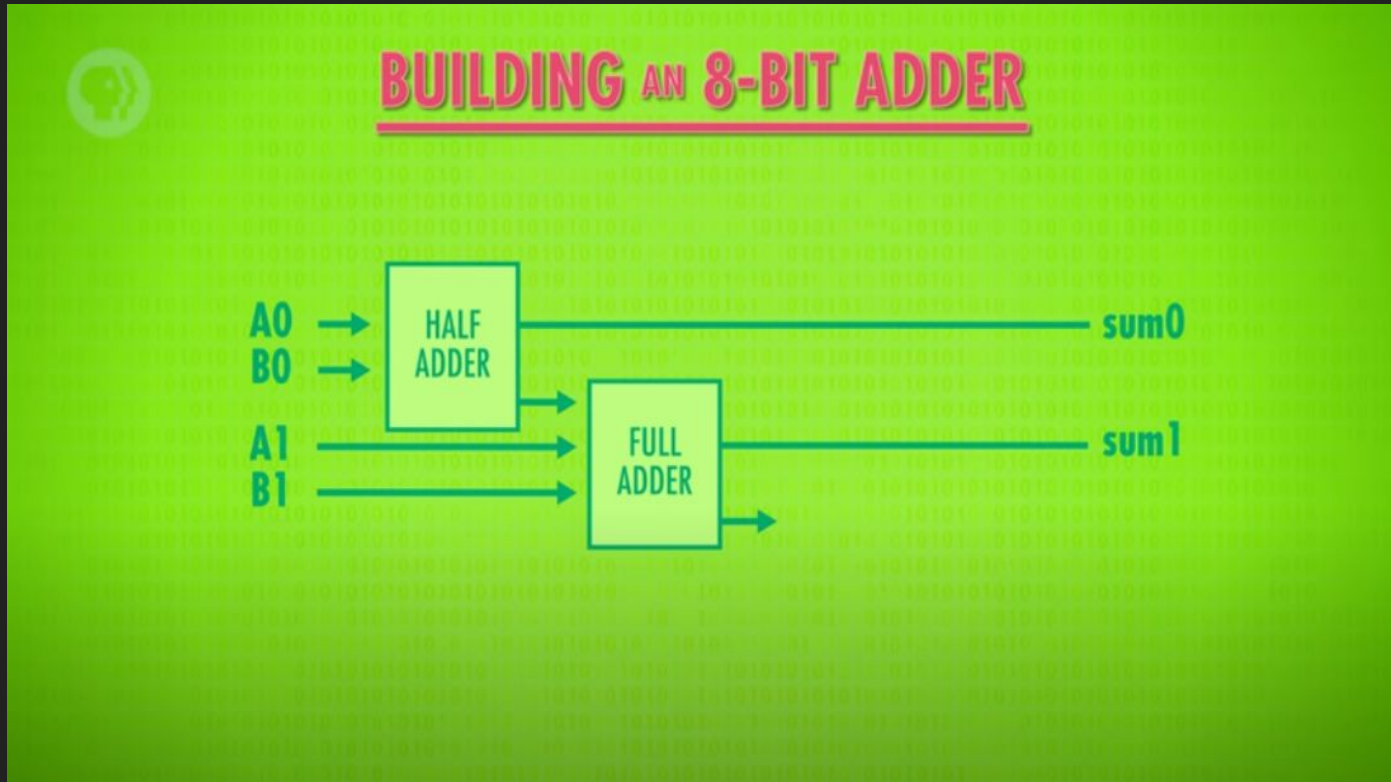 BUILDING AN 8-BIT ADDER
A0
B0
HALF
ADDER
sum0
A1
B1
FULL
ADDER
sum1